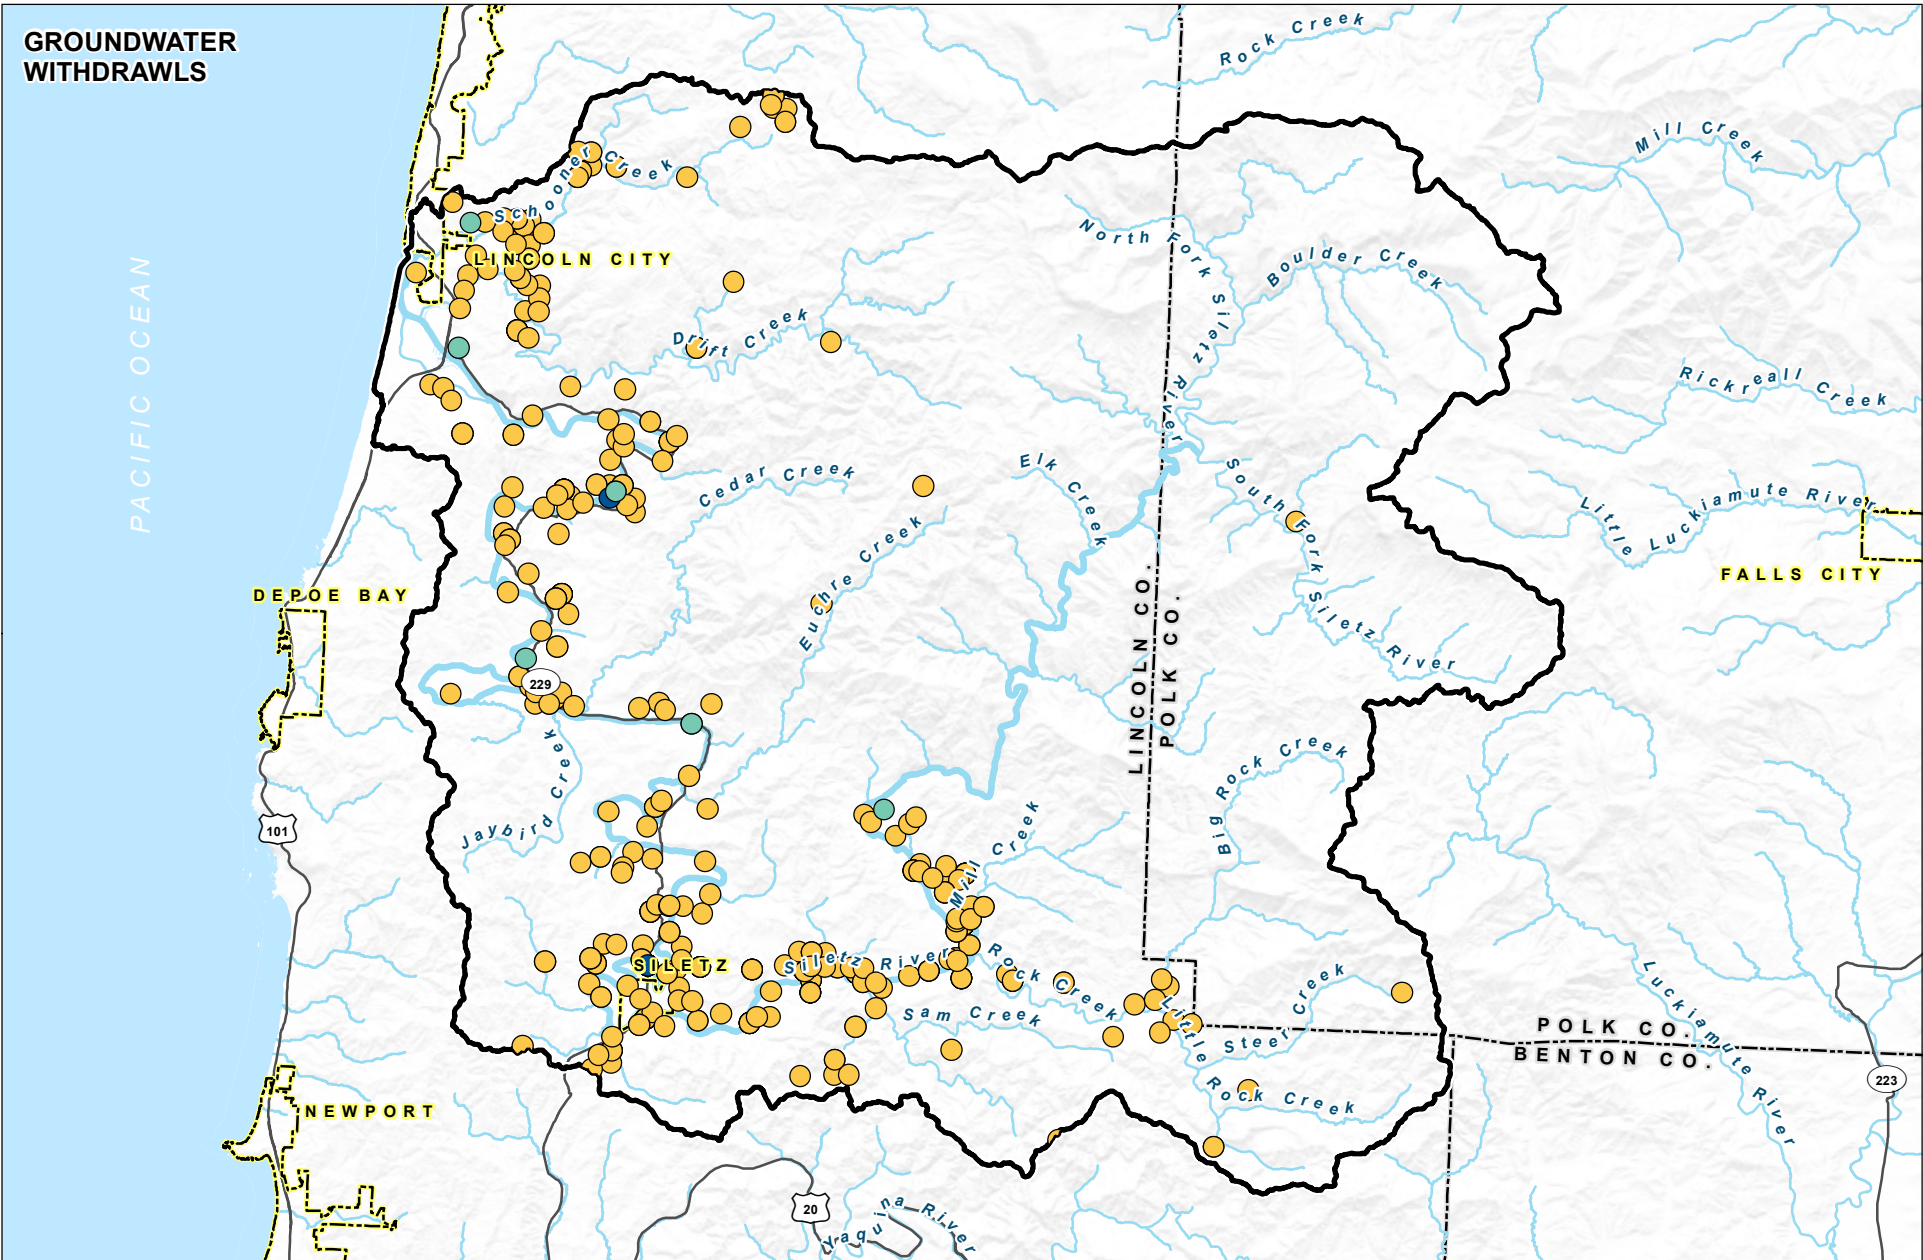 GROUNDWATER
WITHDRAWLS
Rock Creek
Mill Creek
Schooner Creek
LINCOLN CITY
North Fork Siletz River
Boulder Creek
PACIFIC OCEAN
Drift Creek
Rickreall Creek
Cedar Creek
Elk Creek
South Fork Siletz River
Little Luckiamute River
FALLS CITY
Euchre Creek
DEPOE BAY
LINCOLN CO.
POLK CO.
229
Jaybird Creek
Big Rock Creek
101
Mill Creek
SILETZ
Siletz River
Rock Creek
Sam Creek
Little Rock Creek
Steer Creek
Luckiamute River
POLK CO.
BENTON CO.
223
NEWPORT
20
Yaquina River